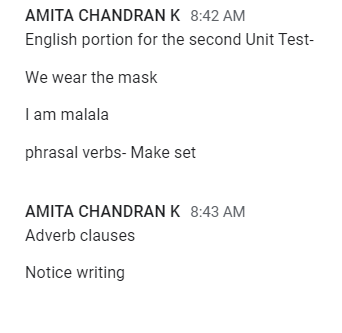 AMITA CHANDRAN K 8:42 AM
English portion for the second Unit Test-
We wear the mask
I am malala
phrasal verbs- Make set
AMITA CHANDRAN K 8:43 AM
Adverb clauses
Notice writing